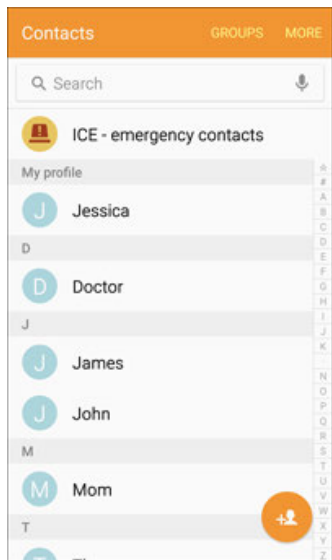 Contacts GROUPS MORE
Search
ICE - emergency contacts
My profile
J Jessica
D
D Doctor
J
J James
J John
M
M Mom
T
#
A
B
C
D
E
F
G
H
I
J
K
N
O
P
Q
R
S
T
U
V
W
X
Y
Z